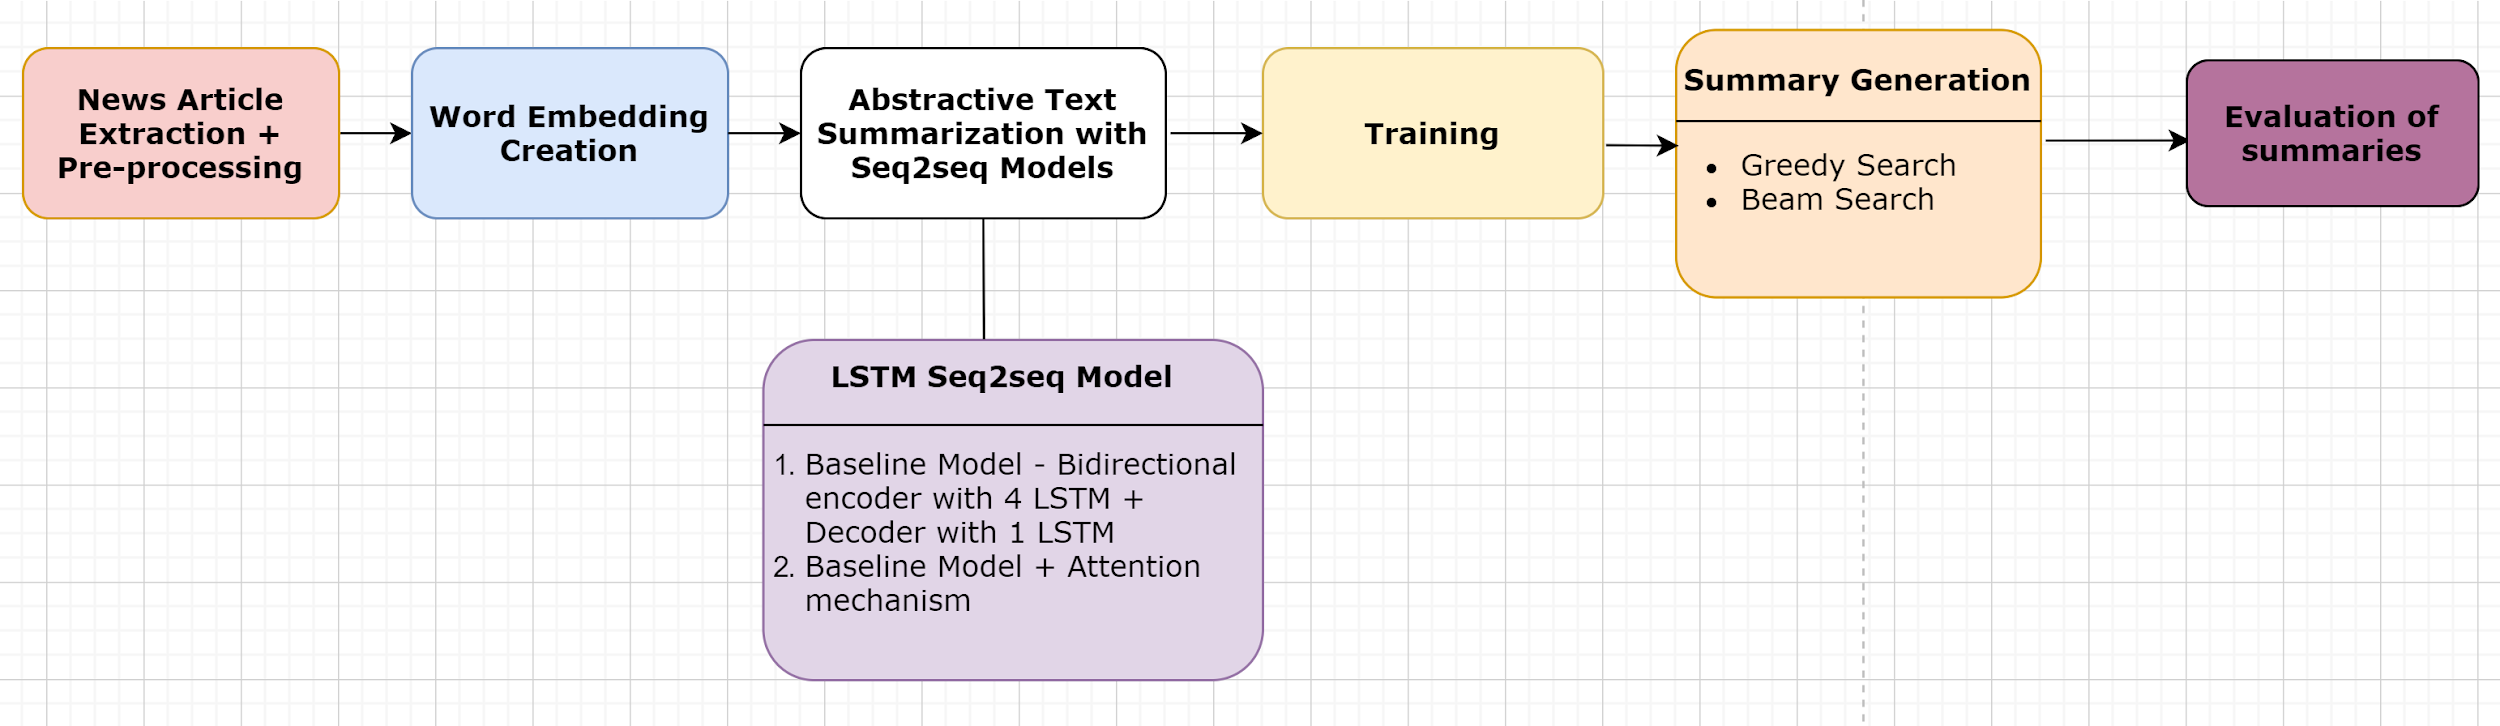 News Article
Extraction +
Pre-processing
Word Embedding
Creation
Abstractive Text
Summarization with
Seq2seq Models
Training
Summary Generation
• Greedy Search
• Beam Search
Evaluation of
summaries
LSTM Seq2seq Model
1. Baseline Model - Bidirectional
encoder with 4 LSTM +
Decoder with 1 LSTM
2. Baseline Model + Attention
mechanism